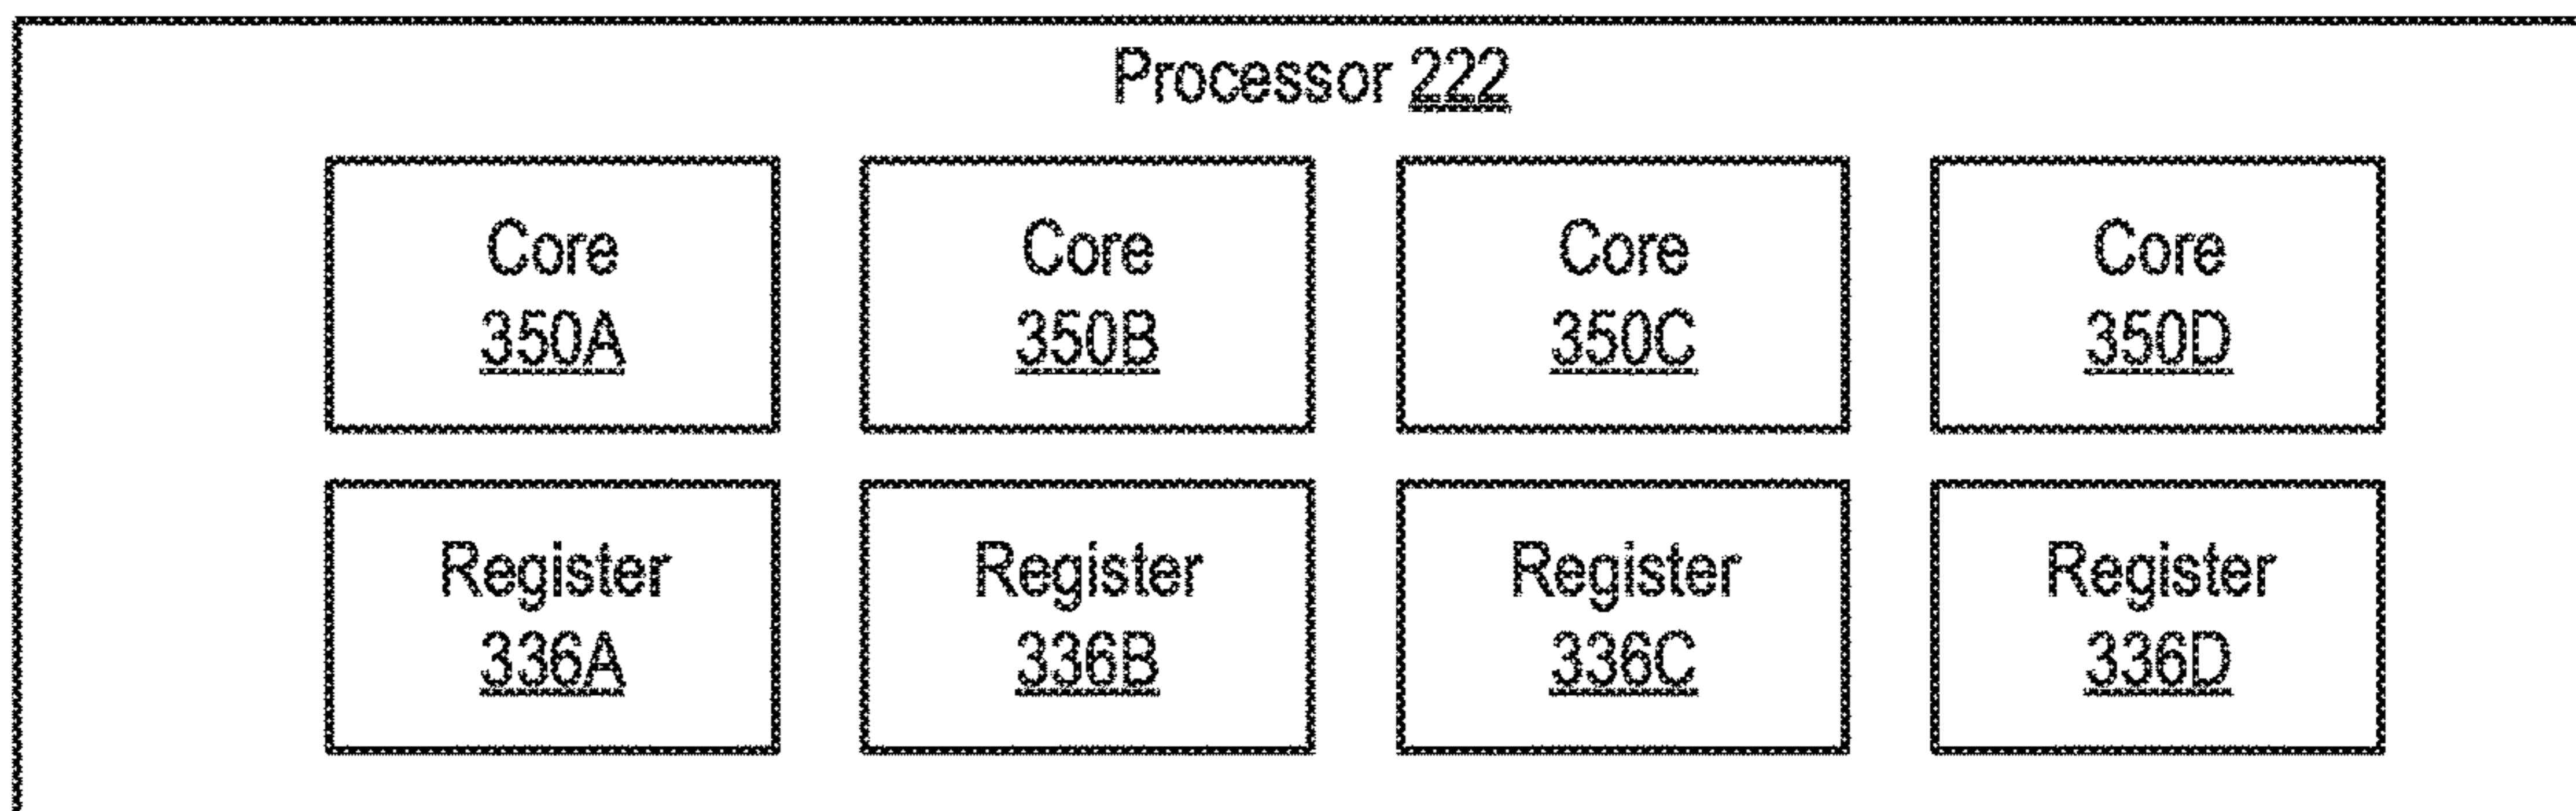 Processor 222
Core
350A
Core
350B
Core
350C
Core
350D
Register
336A
Register
336B
Register
336C
Register
336D